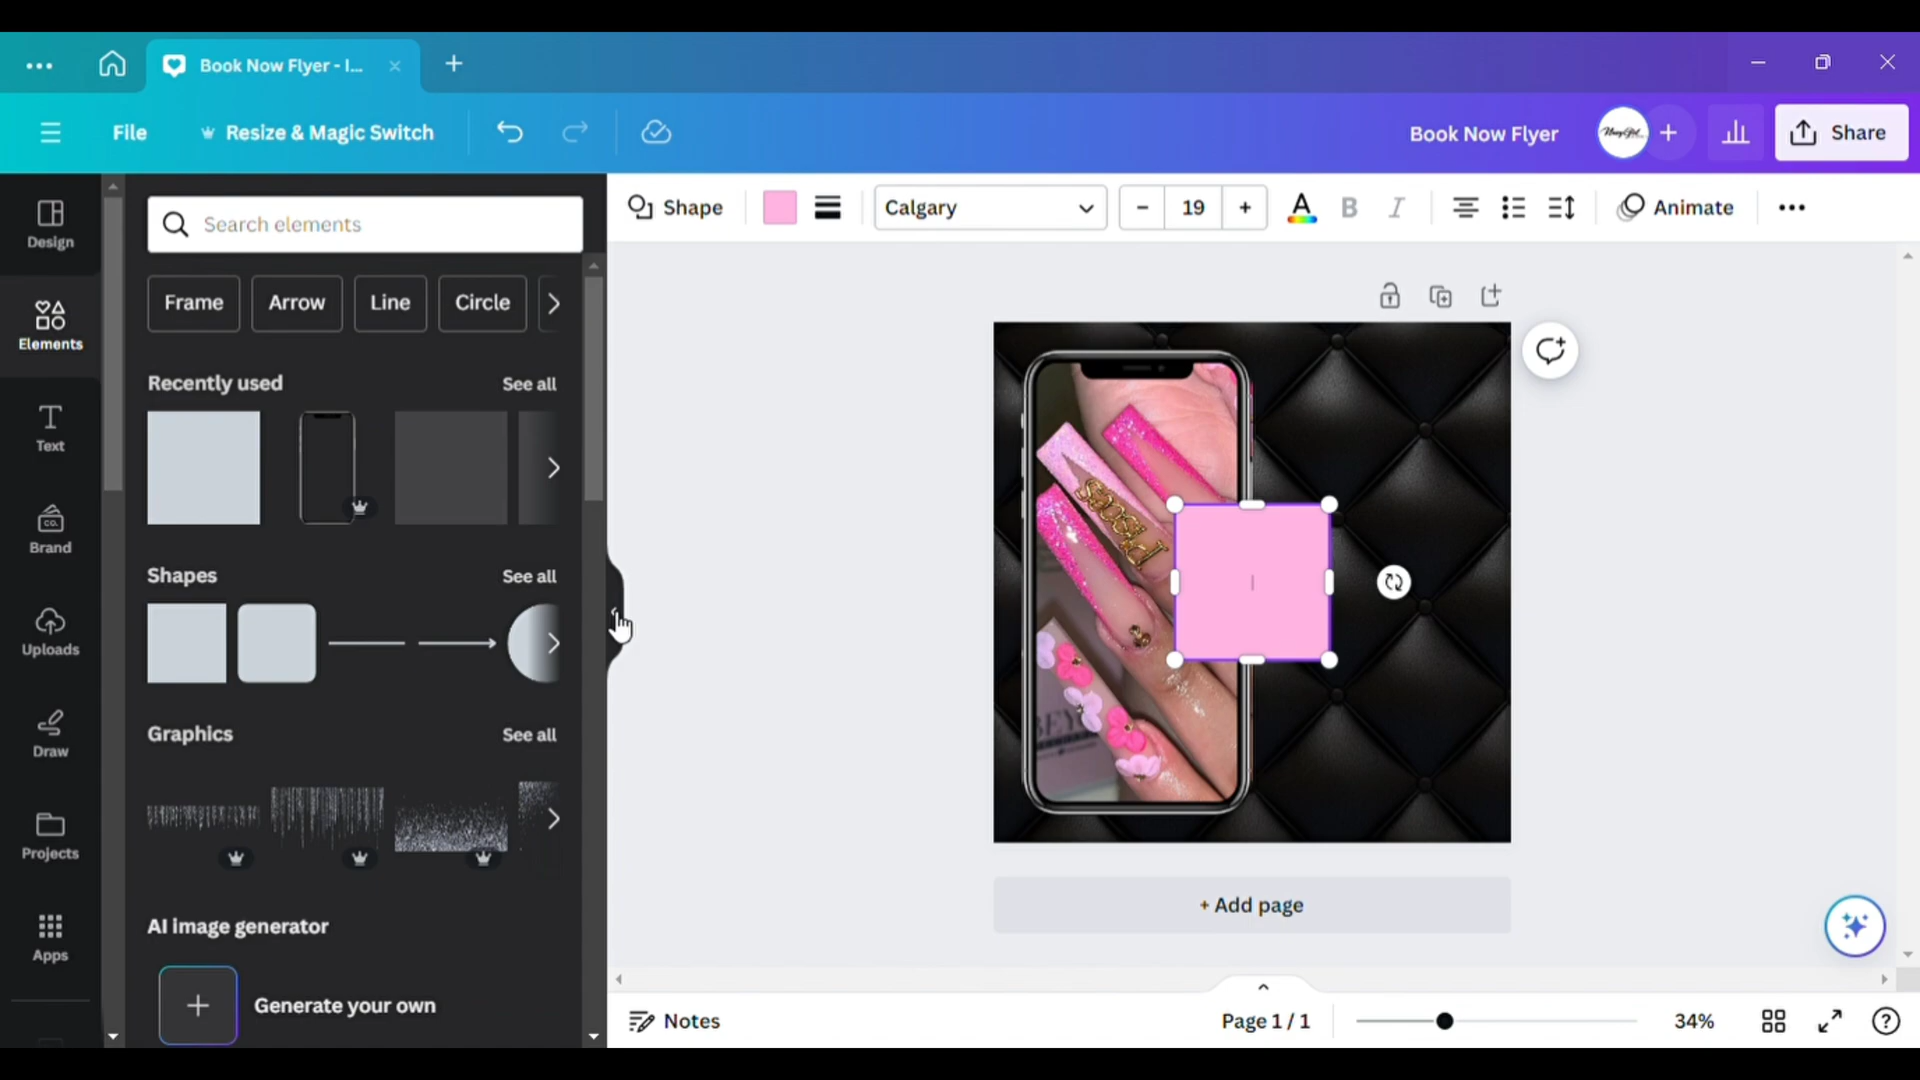 Book Now Flyer - I...
File
Resize & Magic Switch
Book Now Flyer
Share
Design
Elements
Text
Brand
Uploads
Draw
Projects
Apps
Search elements
Frame
Arrow
Line
Circle
Recently used
See all
Shapes
See all
Graphics
See all
AI image generator
Generate your own
Shape
Calgary
19
A
B
I
Animate
+ Add page
Notes
Page 1 / 1
34%